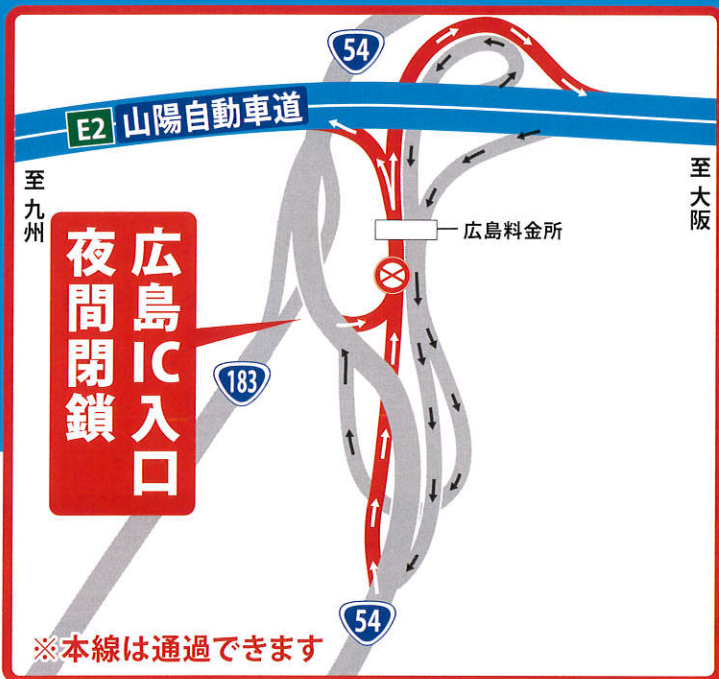 54
E2 山陽自動車道
至 九州
至 大阪
広島料金所
広島IC入口
夜間閉鎖
183
54
※本線は通過できます